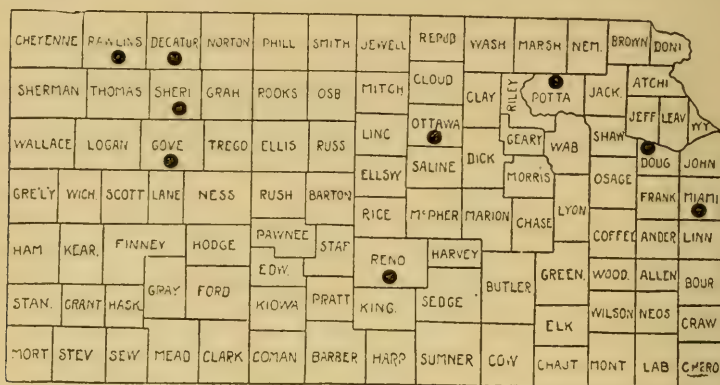 CHEYENNE RAWLINS DECATUR NORTON PHILL SMITH JEWELL REPUB WASH MARSH NEM. BROWN DONI
SHERMAN THOMAS SHERI GRAH ROOKS OSB MITCH CLOUD CLAY RILEY POTTA JACK. ATCHI
JEFF LEAV WY
WALLACE LOGAN GOVE TREGO ELLIS RUSS LINC OTTAWA GEARY WAB SHAW
DICK DOUG JOHN
ELLSW SALINE MORRIS
GRE'LY WICH. SCOTT LANE NESS RUSH BARTON OSAGE FRANK MIAMI
RICE McPHER MARION CHASE LYON
HAM KEAR. FINNEY HODGE PAWNEE STAF COFFEE ANDER LINN
EDW. RENO HARVEY
GRAY FORD BUTLER GREEN. WOOD. ALLEN BOUR
STAN. GRANT HASK. KIOWA PRATT KING. SEDGE
ELK WILSON NEOS CRAW
MORT STEV SEW MEAD CLARK COMAN BARBER HARP SUMNER COW CHAJT MONT LAB CHERO